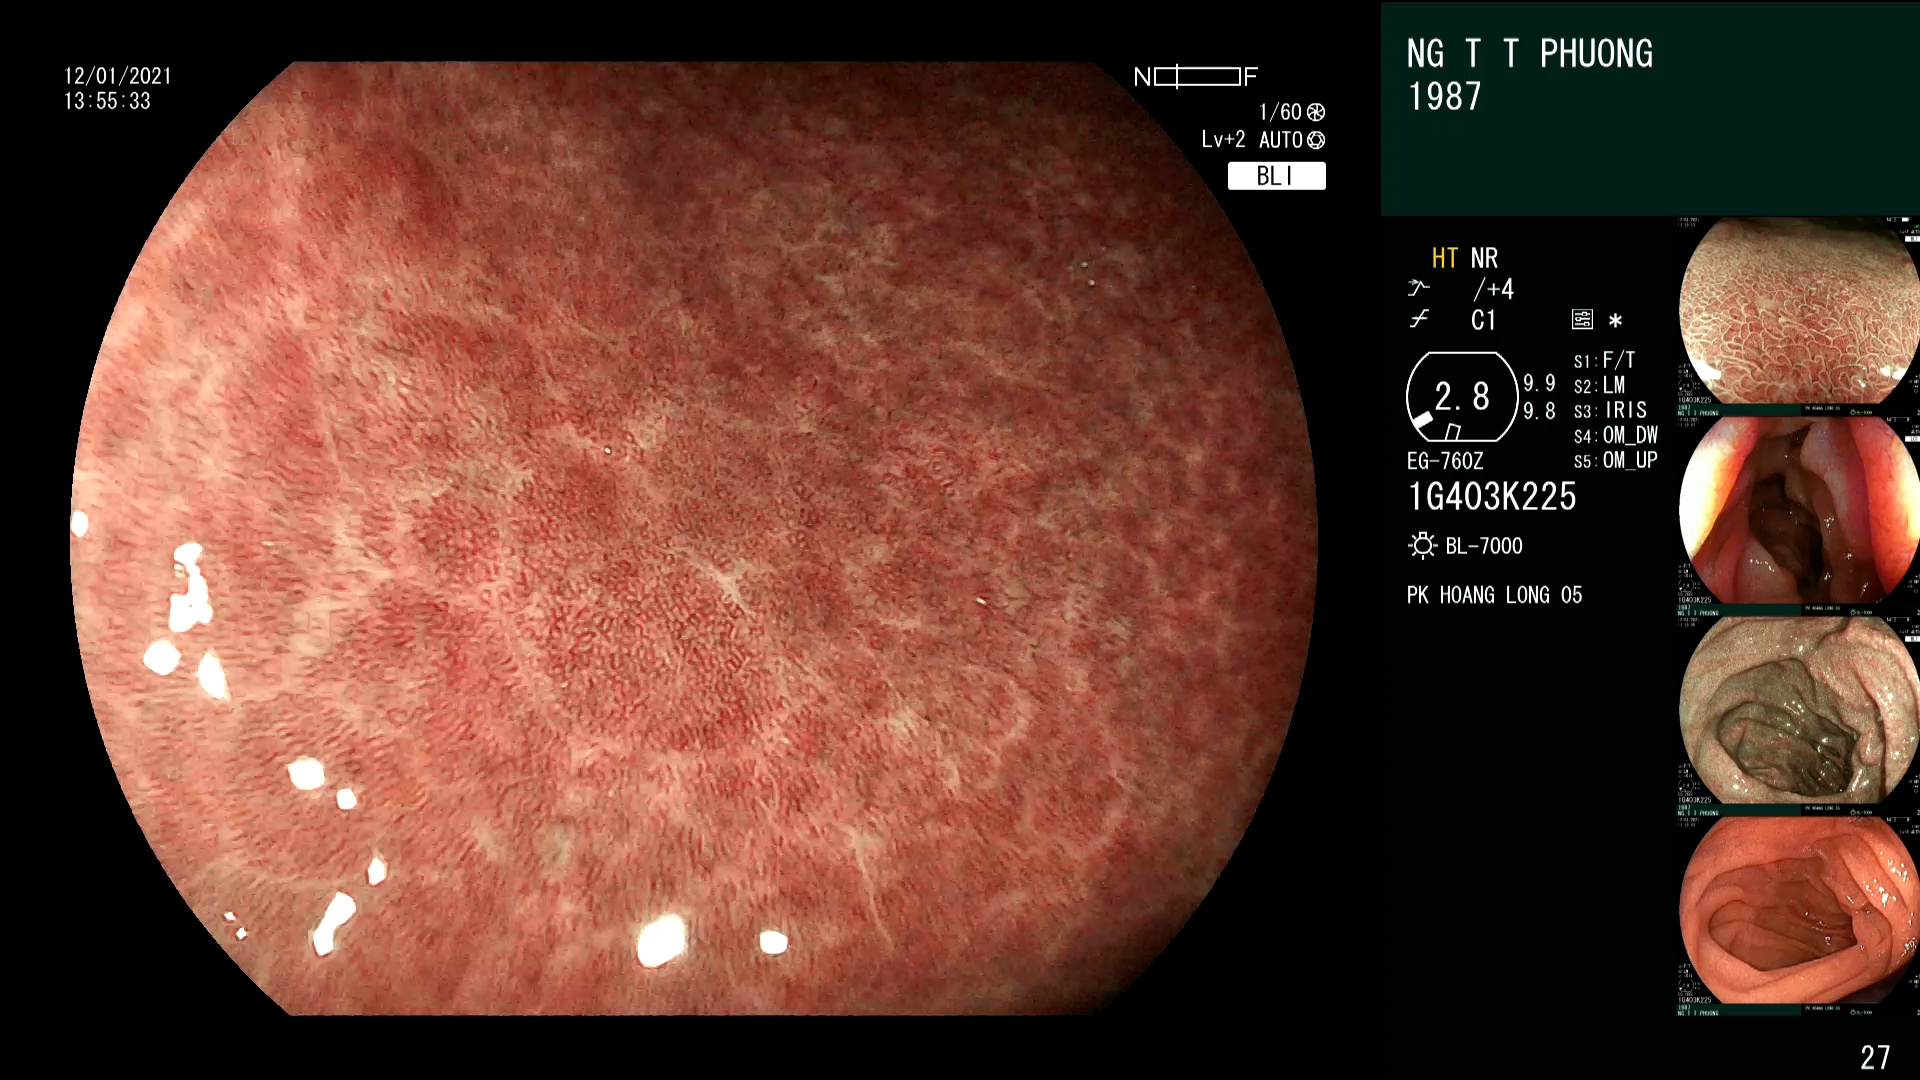 12/01/2021
13:55:33
N F
1/60
Lv+2 AUTO
BLI
NG T T PHUONG
1987
HT NR
/+4
C1 *
2.8
9.9
9.8
S1:F/T
S2:LM
S3:IRIS
S4:OM_DW
S5:OM_UP
EG-760Z
1G403K225
BL-7000
PK HOANG LONG 05
27